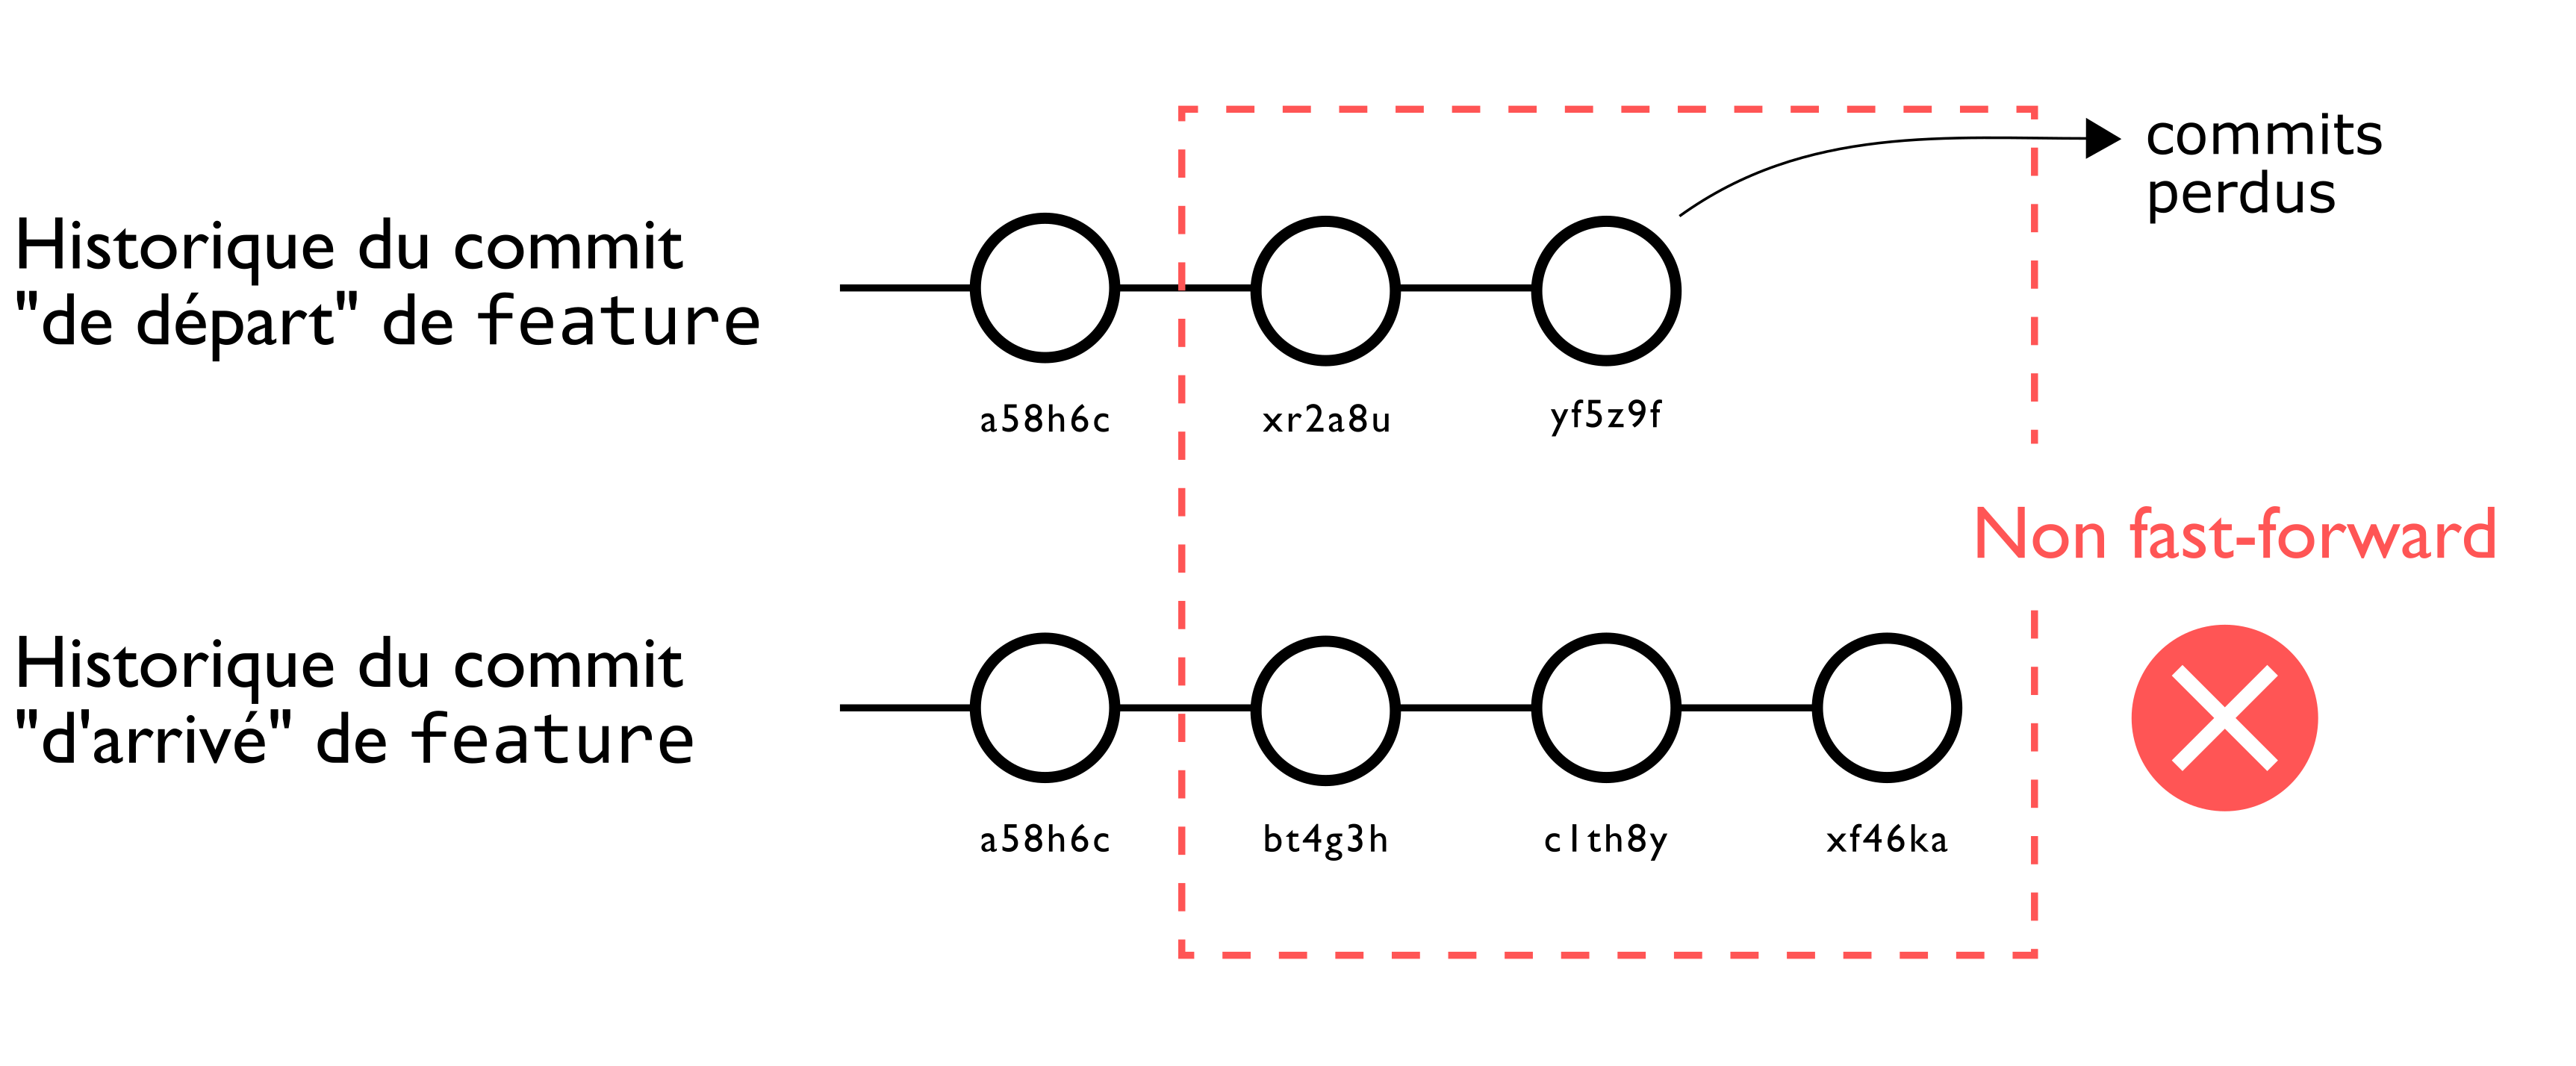 commits
perdus
Historique du commit
"de départ" de feature
a58h6c
xr2a8u
yf5z9f
Non fast-forward
Historique du commit
"d'arrivé" de feature
a58h6c
bt4g3h
c1th8y
xf46ka